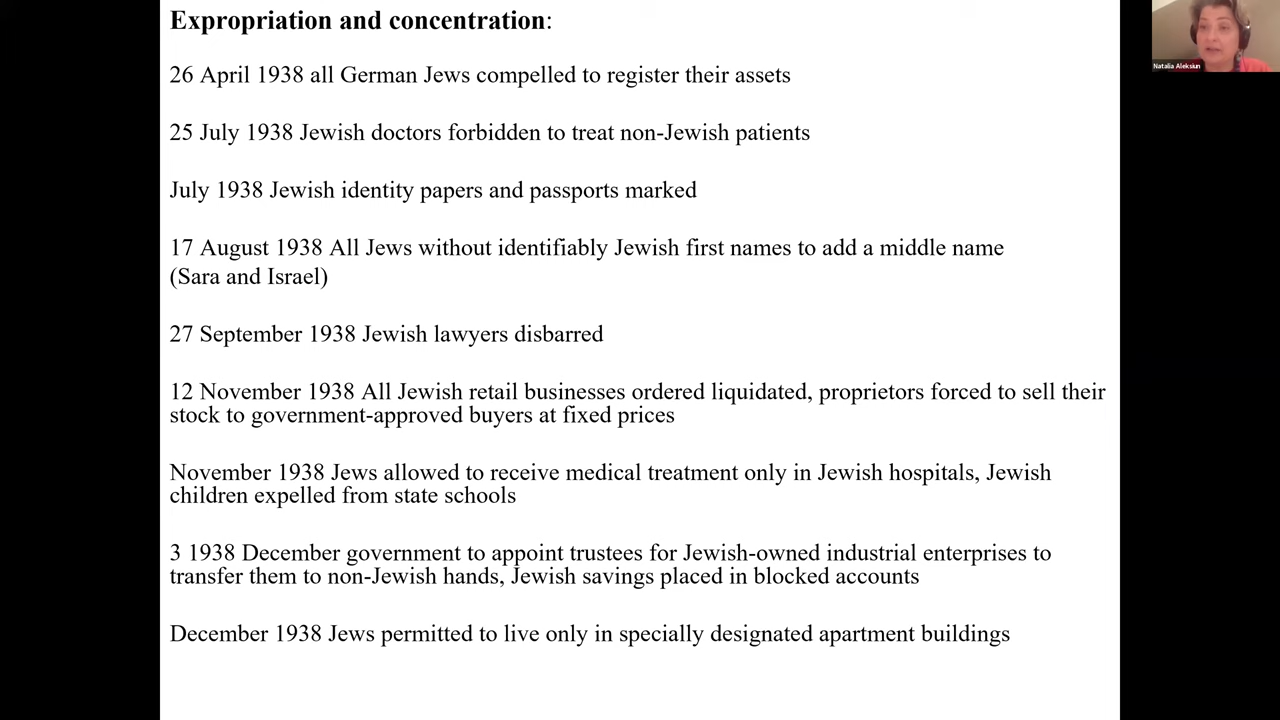 Expropriation and concentration:
26 April 1938 all German Jews compelled to register their assets
25 July 1938 Jewish doctors forbidden to treat non-Jewish patients
July 1938 Jewish identity papers and passports marked
17 August 1938 All Jews without identifiably Jewish first names to add a middle name
(Sara and Israel)
27 September 1938 Jewish lawyers disbarred
12 November 1938 All Jewish retail businesses ordered liquidated, proprietors forced to sell their
stock to government-approved buyers at fixed prices
November 1938 Jews allowed to receive medical treatment only in Jewish hospitals, Jewish
children expelled from state schools
3 1938 December government to appoint trustees for Jewish-owned industrial enterprises to
transfer them to non-Jewish hands, Jewish savings placed in blocked accounts
December 1938 Jews permitted to live only in specially designated apartment buildings
Natalia Aleksiun